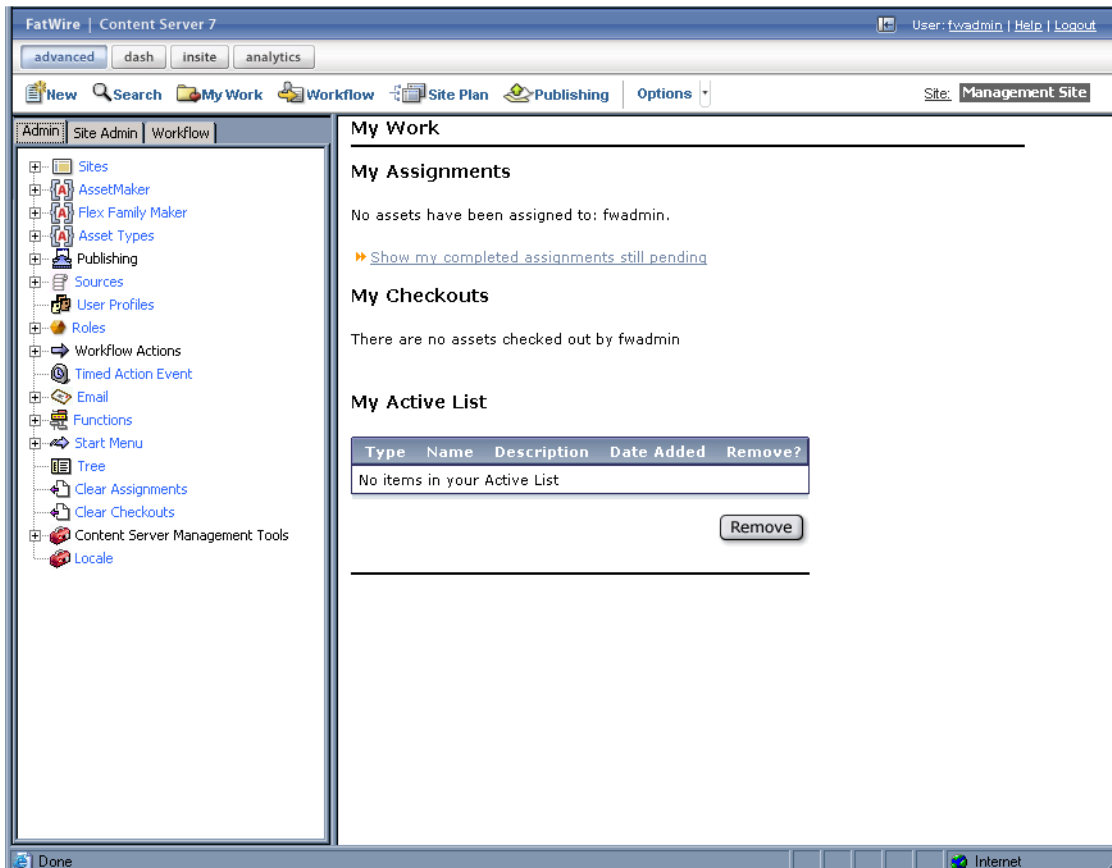 FatWire | Content Server 7 User: fwadmin | Help | Logout
advanced dash insite analytics
New Search My Work Workflow Site Plan Publishing Options Site: Management Site
Admin Site Admin Workflow
Sites
AssetMaker
Flex Family Maker
Asset Types
Publishing
Sources
User Profiles
Roles
Workflow Actions
Timed Action Event
Email
Functions
Start Menu
Tree
Clear Assignments
Clear Checkouts
Content Server Management Tools
Locale
My Work
My Assignments
No assets have been assigned to: fwadmin.
Show my completed assignments still pending
My Checkouts
There are no assets checked out by fwadmin
My Active List
Type Name Description Date Added Remove?
No items in your Active List
Remove
Done Internet